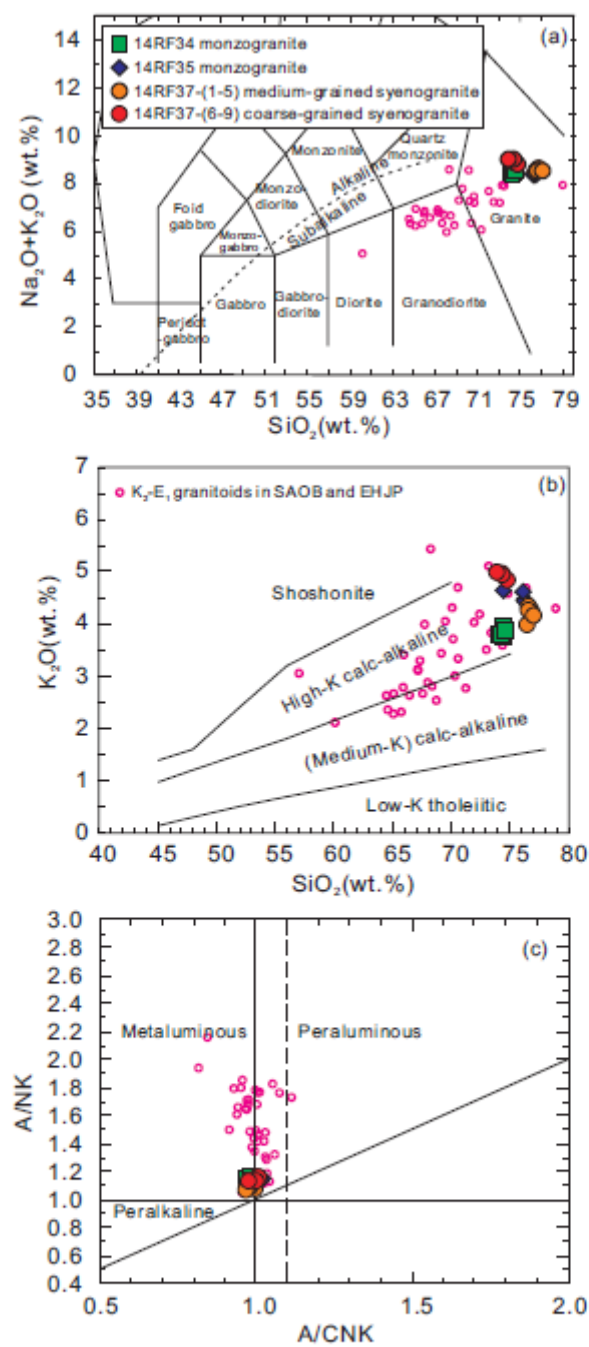 (a)
14RF34 monzogranite
14RF35 monzogranite
14RF37-(1-5) medium-grained syenogranite
14RF37-(6-9) coarse-grained syenogranite
14
12
10
8
6
4
2
0
Na₂O+K₂O (wt.%)
Foid
gabbro
Monzo-
gabbro
Monzo-
diorite
Monzonite
Quartz
monzonite
Alkaline
Subalkaline
Granite
Perject
-gabbro
Gabbro
Gabbro-
diorite
Diorite
Granodiorite
35 39 43 47 51 55 59 63 67 71 75 79
SiO₂(wt.%)
(b)
K₂-E₁ granitoids in SAOB and EHJP
7
6
5
4
3
2
1
0
K₂O(wt.%)
Shoshonite
High-K calc-alkaline
(Medium-K) calc-alkaline
Low-K tholeiitic
40 45 50 55 60 65 70 75 80
SiO₂(wt.%)
(c)
3.0
2.8
2.6
2.4
2.2
2.0
1.8
1.6
1.4
1.2
1.0
0.8
0.6
0.4
A/NK
Metaluminous
Peraluminous
Peralkaline
0.5 1.0 1.5 2.0
A/CNK